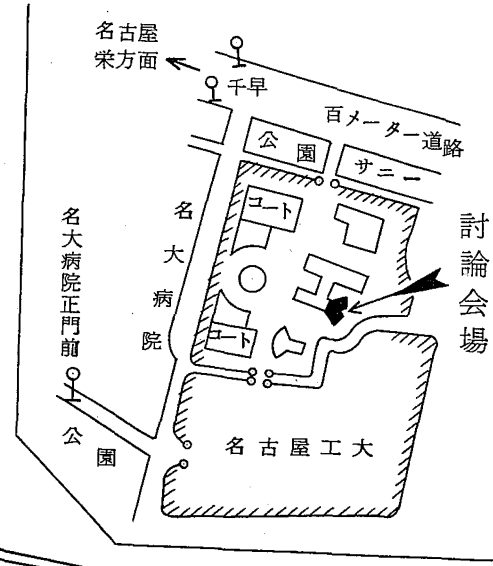 名古屋
栄方面
千早
百メーター道路
公園
サニー
コート
名大病院
討論会場
名大病院正門前
コート
公園
名古屋工大